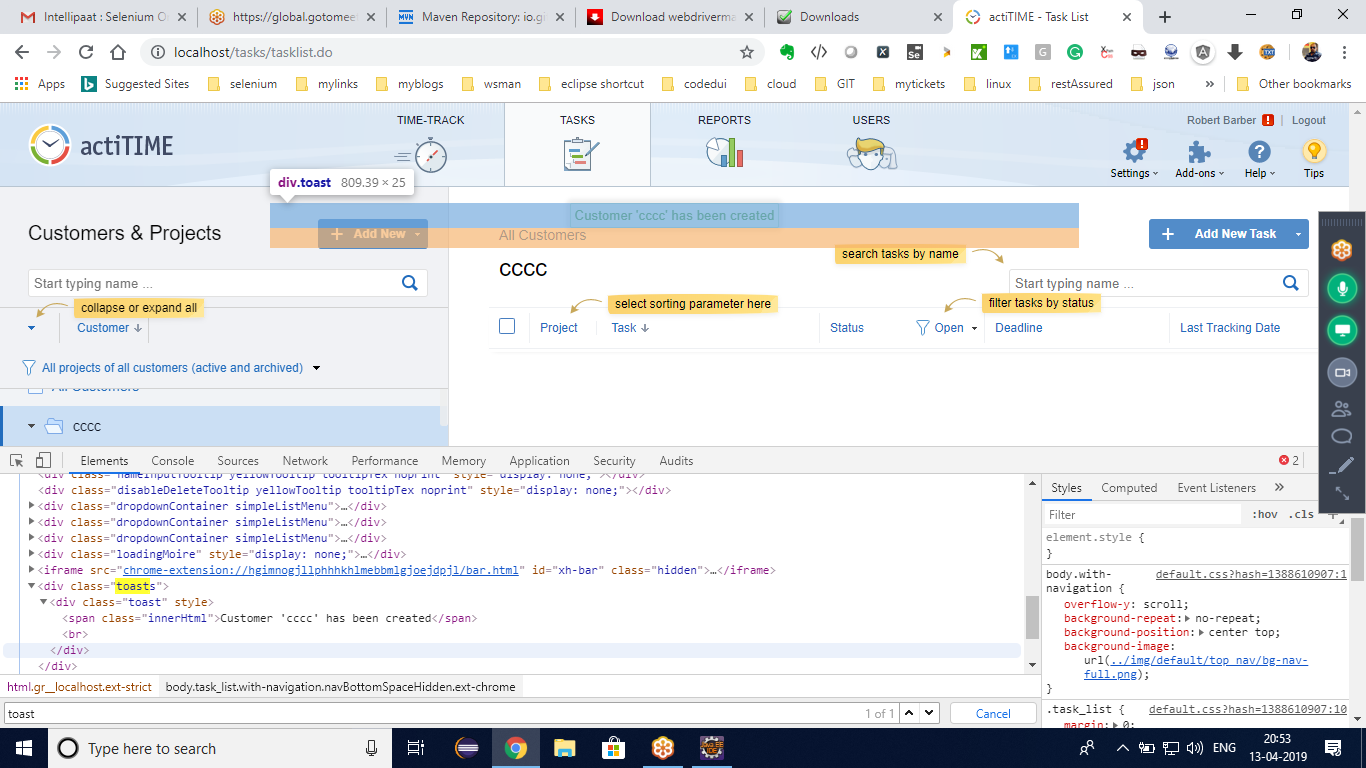 Intellipaat : Selenium O
https://global.gotomeet
Maven Repository: io.gi
Download webdriverma
Downloads
actiTIME - Task List
localhost/tasks/tasklist.do
Apps
Suggested Sites
selenium
mylinks
myblogs
wsman
eclipse shortcut
codedui
cloud
GIT
mytickets
linux
restAssured
json
»
Other bookmarks
actiTIME
TIME-TRACK
TASKS
REPORTS
USERS
Robert Barber
Logout
Settings
Add-ons
Help
Tips
div.toast 809.39 × 25
Customer 'cccc' has been created
Customers & Projects
+ Add New
All Customers
+ Add New Task
search tasks by name
CCCC
Start typing name ...
Start typing name ...
collapse or expand all
select sorting parameter here
filter tasks by status
Customer
Project
Task
Status
Open
Deadline
Last Tracking Date
All projects of all customers (active and archived)
All Customers
cccc
Elements
Console
Sources
Network
Performance
Memory
Application
Security
Audits
2
<div class="nameInputTooltip yellowTooltip tooltipTex noprint" style="display: none;"></div>
<div class="disableDeleteTooltip yellowTooltip tooltipTex noprint" style="display: none;"></div>
<div class="dropdownContainer simpleListMenu">…</div>
<div class="dropdownContainer simpleListMenu">…</div>
<div class="dropdownContainer simpleListMenu">…</div>
<div class="loadingMoire" style="display: none;">…</div>
<iframe src="chrome-extension://hgimnogjllphhhkhlmebbmlgjoejdpjl/bar.html" id="xh-bar" class="hidden">…</iframe>
<div class="toasts">
<div class="toast" style>
<span class="innerHtml">Customer 'cccc' has been created</span>
<br>
</div>
</div>
html.gr__localhost.ext-strict
body.task_list.with-navigation.navBottomSpaceHidden.ext-chrome
toast
1 of 1
Cancel
Styles
Computed
Event Listeners
»
Filter
:hov
.cls
+
element.style {
}
body.with-navigation {
default.css?hash=1388610907:1
overflow-y: scroll;
background-repeat: no-repeat;
background-position: center top;
background-image:
url(../img/default/top_nav/bg-nav-
full.png);
}
.task_list {
default.css?hash=1388610907:10
margin: 0;
Type here to search
ENG
20:53
13-04-2019